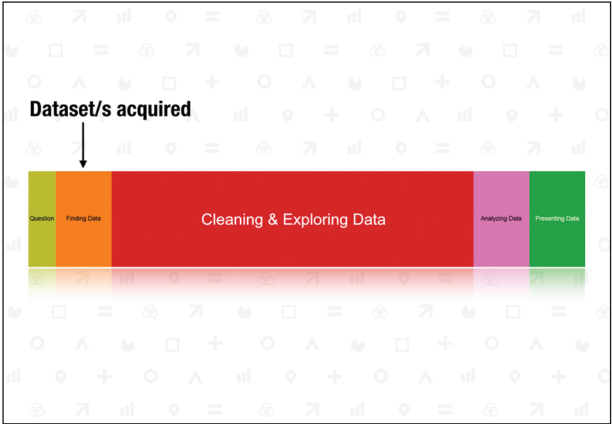 Dataset/s acquired
Question
Finding Data
Cleaning & Exploring Data
Analyzing Data
Presenting Data